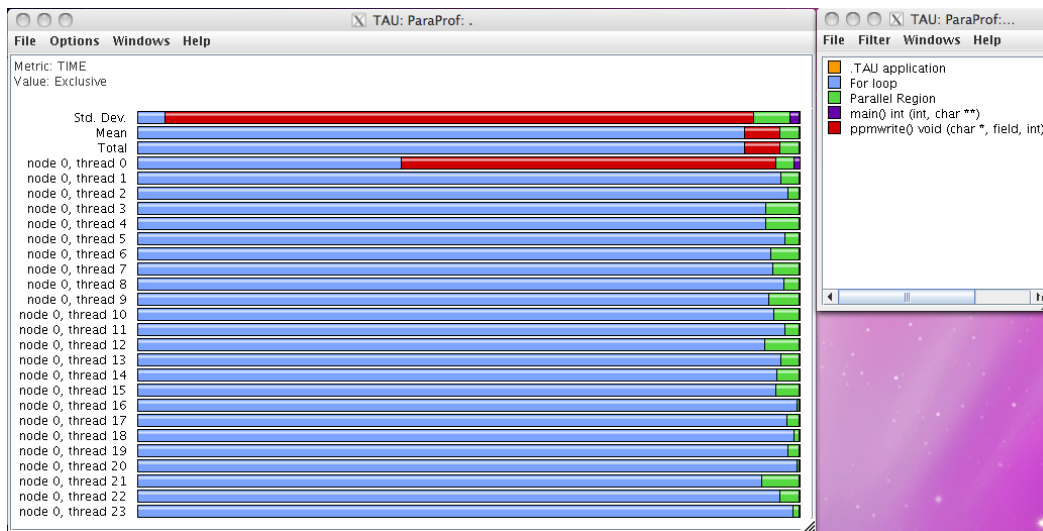 TAU: ParaProf: .
File Options Windows Help
Metric: TIME
Value: Exclusive
Std. Dev.
Mean
Total
node 0, thread 0
node 0, thread 1
node 0, thread 2
node 0, thread 3
node 0, thread 4
node 0, thread 5
node 0, thread 6
node 0, thread 7
node 0, thread 8
node 0, thread 9
node 0, thread 10
node 0, thread 11
node 0, thread 12
node 0, thread 13
node 0, thread 14
node 0, thread 15
node 0, thread 16
node 0, thread 17
node 0, thread 18
node 0, thread 19
node 0, thread 20
node 0, thread 21
node 0, thread 22
node 0, thread 23
TAU: ParaProf:...
File Filter Windows Help
.TAU application
For loop
Parallel Region
main() int (int, char **)
ppmwrite() void (char *, field, int)